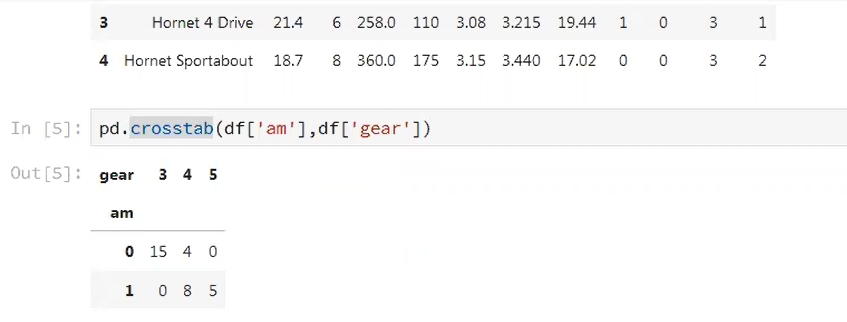 3 Hornet 4 Drive 21.4 6 258.0 110 3.08 3.215 19.44 1 0 3 1
4 Hornet Sportabout 18.7 8 360.0 175 3.15 3.440 17.02 0 0 3 2
In [5]: pd.crosstab(df['am'],df['gear'])
Out[5]: gear 3 4 5
am
0 15 4 0
1 0 8 5